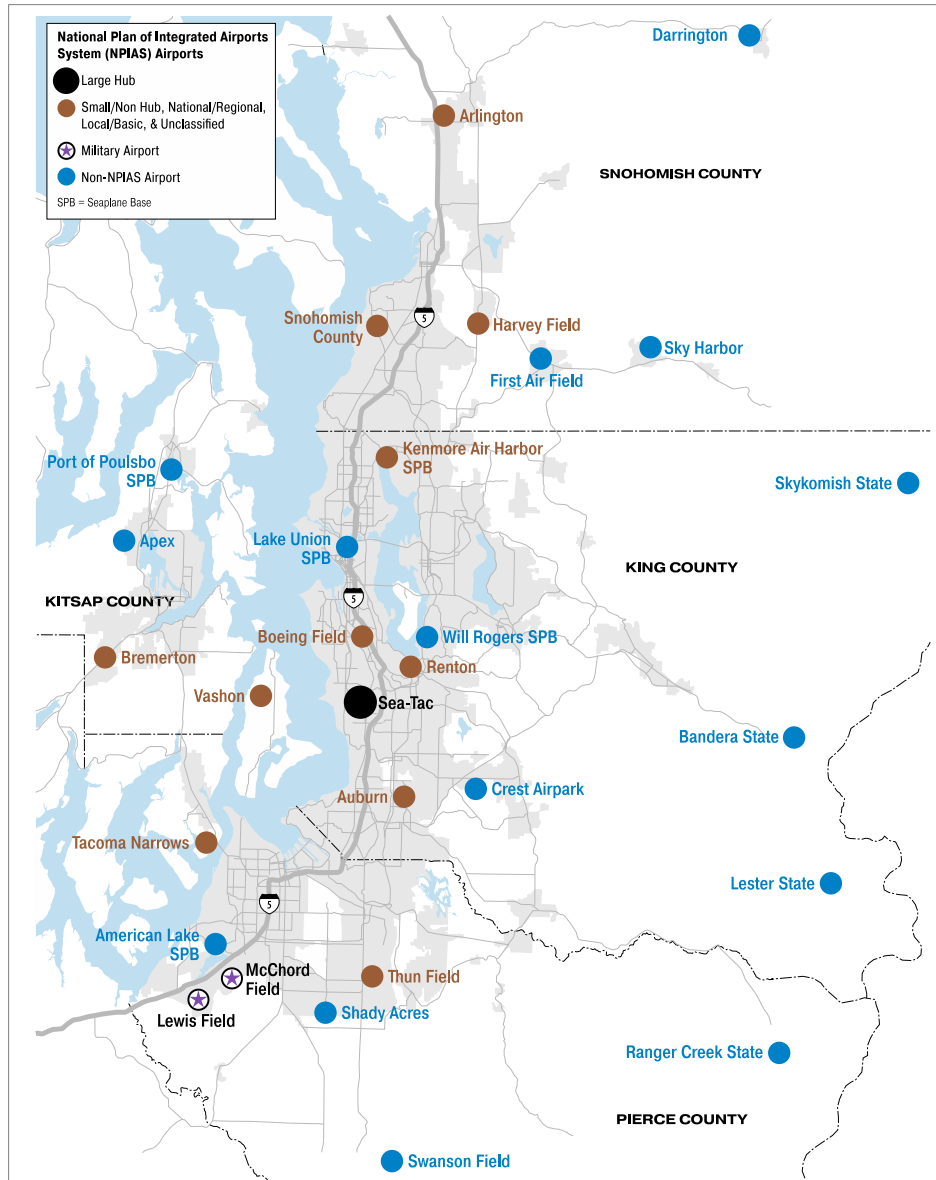 National Plan of Integrated Airports
System (NPIAS) Airports
Large Hub
Small/Non Hub, National/Regional,
Local/Basic, & Unclassified
Military Airport
Non-NPIAS Airport
SPB = Seaplane Base
Darrington
Arlington
SNOHOMISH COUNTY
5
Snohomish
County
Harvey Field
Sky Harbor
First Air Field
Kenmore Air Harbor
SPB
Port of Poulsbo
SPB
Skykomish State
Apex
Lake Union
SPB
KING COUNTY
KITSAP COUNTY
5
Boeing Field
Will Rogers SPB
Bremerton
Renton
Vashon
Sea-Tac
Bandera State
Crest Airpark
Auburn
Tacoma Narrows
Lester State
5
American Lake
SPB
McChord
Field
Thun Field
Lewis Field
Shady Acres
Ranger Creek State
PIERCE COUNTY
Swanson Field